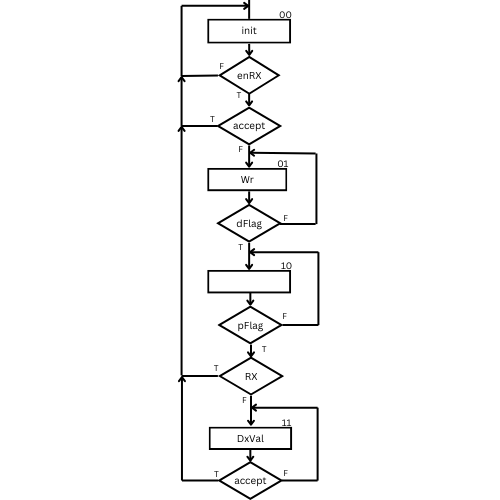 00
init
F
enRX
T
T
accept
F
01
Wr
dFlag
F
T
10
F
pFlag
T
T
RX
F
11
DxVal
T
accept
F